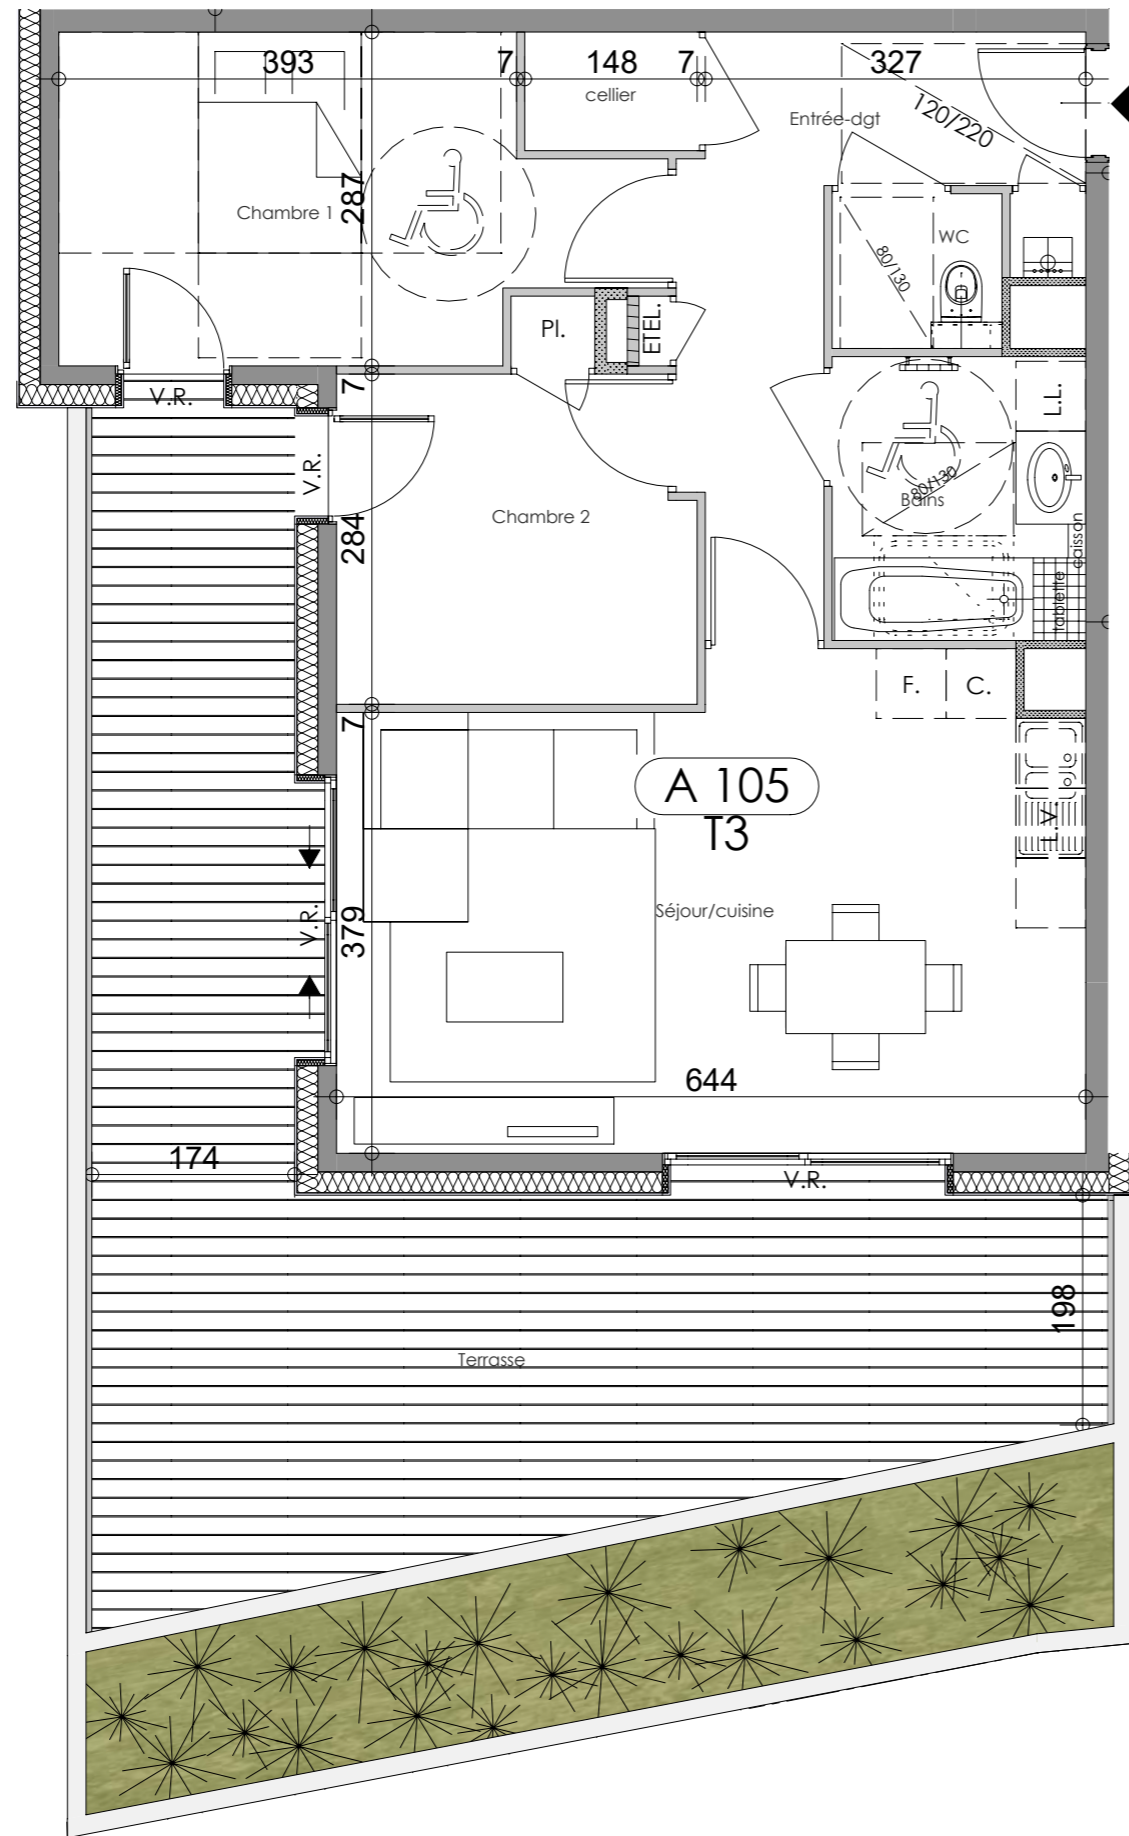 393
7
148
7
327
cellier
Entrée-dgt
120/220
287
Chambre 1
WC
80/130
Pl.
ETEL.
7
V.R.
L.L.
V.R.
80/130
Bains
Chambre 2
284
caisson
tablette
F.
C.
7
A 105
T3
L.V.
V.R.
379
Séjour/cuisine
644
174
V.R.
198
Terrasse